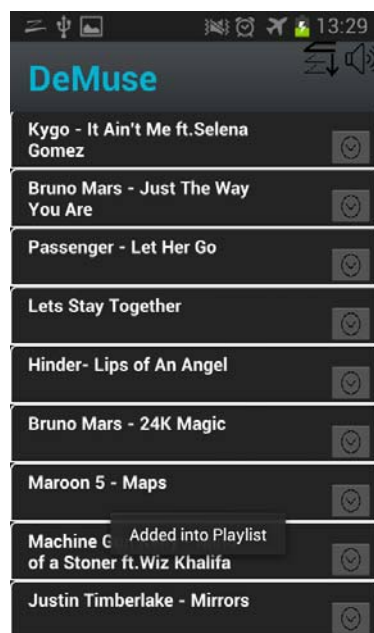 13:29
DeMuse
Kygo - It Ain't Me ft.Selena
Gomez
Bruno Mars - Just The Way
You Are
Passenger - Let Her Go
Lets Stay Together
Hinder- Lips of An Angel
Bruno Mars - 24K Magic
Maroon 5 - Maps
Machine
Added into Playlist
of a Stoner ft.Wiz Khalifa
Justin Timberlake - Mirrors